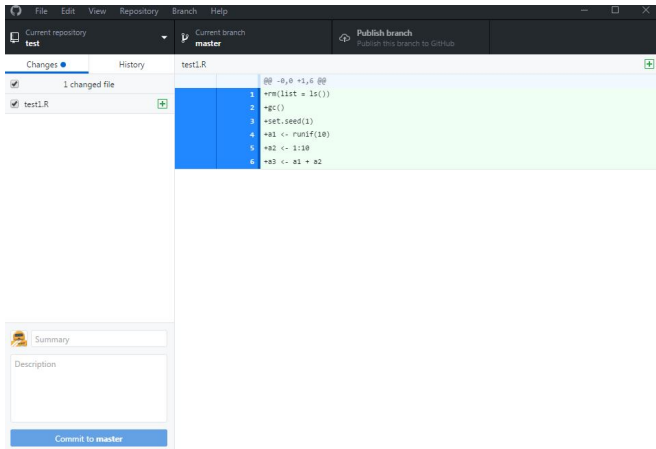 File Edit View Repository Branch Help
Current repository
test
Current branch
master
Publish branch
Publish this branch to GitHub
Changes History
test1.R
1 changed file
test1.R
@@ -0,0 +1,6 @@
1 +rm(list = ls())
2 +gc()
3 +set.seed(1)
4 +a1 <- runif(10)
5 +a2 <- 1:10
6 +a3 <- a1 + a2
Summary
Description
Commit to master